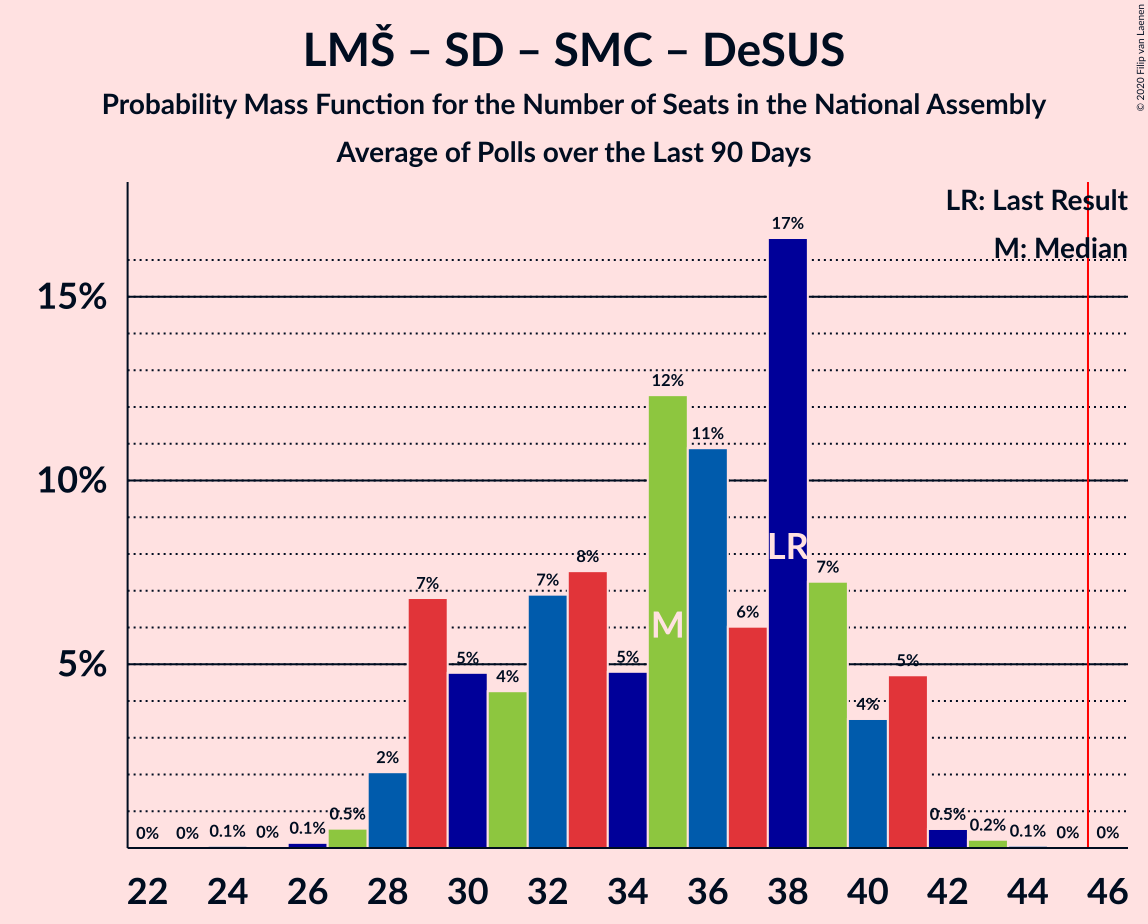 LMŠ – SD – SMC – DeSUS
Probability Mass Function for the Number of Seats in the National Assembly
Average of Polls over the Last 90 Days
© 2020 Filip van Laenen
LR: Last Result
M: Median
15%
10%
5%
0% 0% 0.1% 0% 0.1% 0.5% 2% 7% 5% 4% 7% 8% 5% 12% 11% 6% 17% 7% 4% 5% 0.5% 0.2% 0.1% 0% 0%
LR
M
22 24 26 28 30 32 34 36 38 40 42 44 46